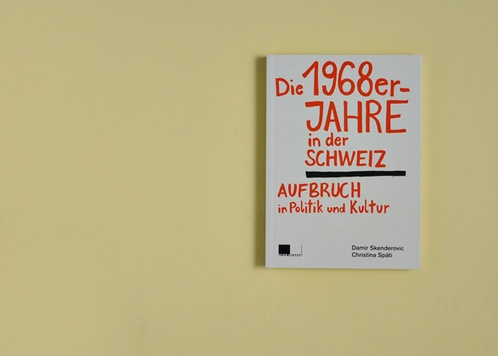 Die 1968er-
JAHRE
in der
SCHWEIZ
AUFBRUCH
in Politik und Kultur
Damir Skenderovic
Christina Späti